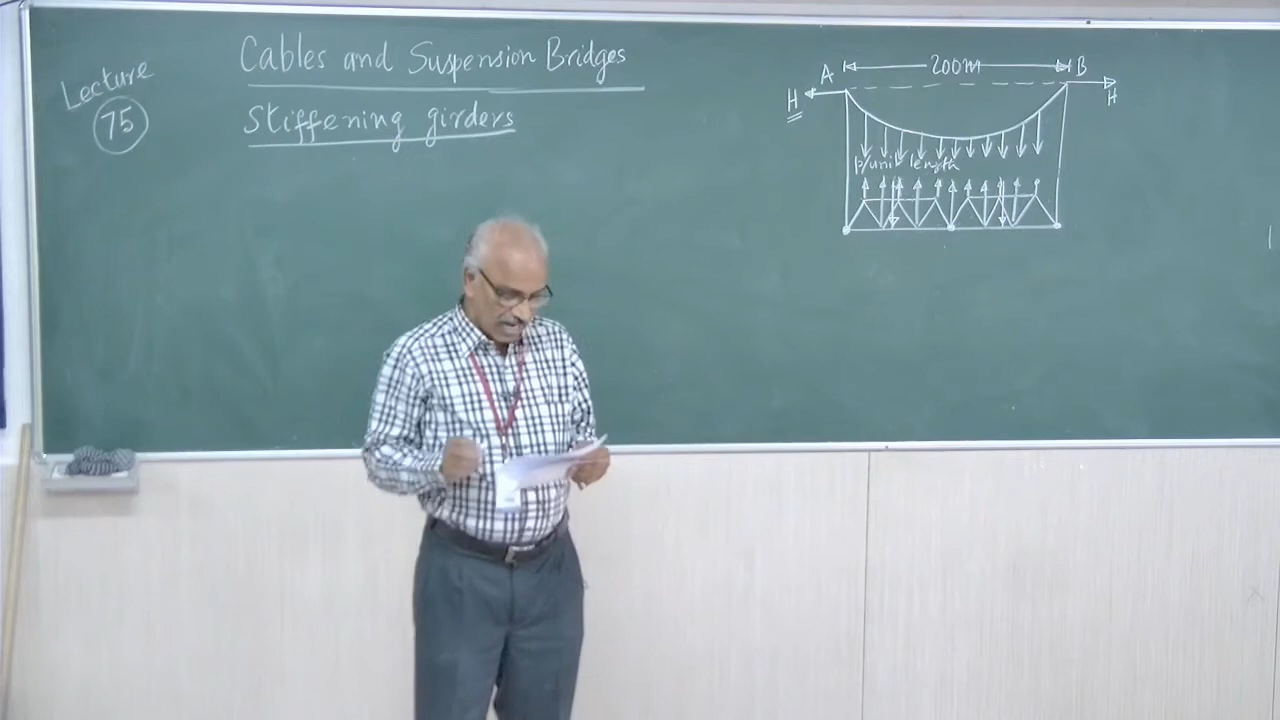 Lecture
75
Cables and Suspension Bridges
Stiffening girders
A 200m B
H H
p/unit length